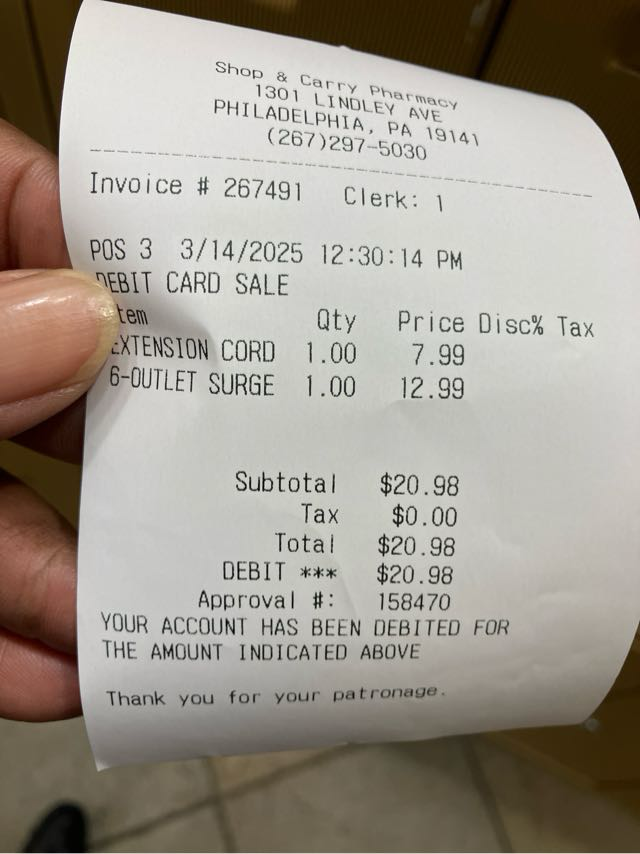 Shop & Carry Pharmacy
1301 LINDLEY AVE
PHILADELPHIA, PA 19141
(267)297-5030
Invoice # 267491 Clerk: 1
POS 3 3/14/2025 12:30:14 PM
DEBIT CARD SALE
tem Qty Price Disc% Tax
EXTENSION CORD 1.00 7.99
6-OUTLET SURGE 1.00 12.99
Subtotal $20.98
Tax $0.00
Total $20.98
DEBIT *** $20.98
Approval #: 158470
YOUR ACCOUNT HAS BEEN DEBITED FOR
THE AMOUNT INDICATED ABOVE
Thank you for your patronage.